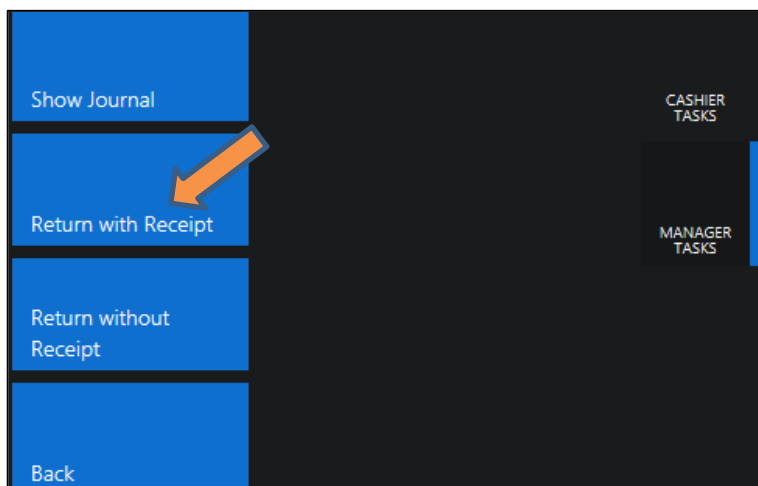 Show Journal
Return with Receipt
Return without
Receipt
Back
CASHIER
TASKS
MANAGER
TASKS